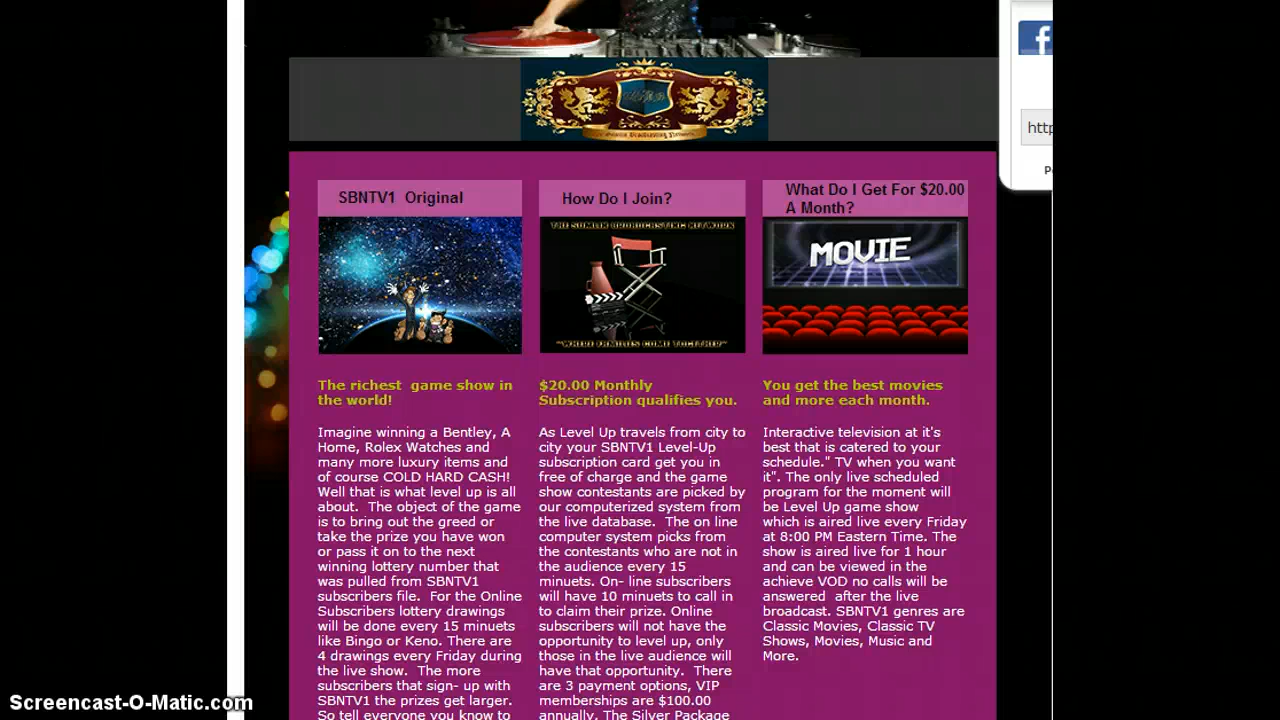 http
P
SBNTV1  Original
How Do I Join?
What Do I Get For $20.00
A Month?
MOVIE
"WHERE FAMILIES COME TOGETHER"
The richest  game show in
the world!
Imagine winning a Bentley, A
Home, Rolex Watches and
many more luxury items and
of course COLD HARD CASH!
Well that is what level up is all
about.  The object of the game
is to bring out the greed or
take the prize you have won
or pass it on to the next
winning lottery number that
was pulled from SBNTV1
subscribers file.  For the Online
Subscribers lottery drawings
will be done every 15 minuets
like Bingo or Keno. There are
4 drawings every Friday during
the live show.  The more
subscribers that sign- up with
SBNTV1 the prizes get larger.
So tell everyone you know to
$20.00 Monthly
Subscription qualifies you.
As Level Up travels from city to
city your SBNTV1 Level-Up
subscription card get you in
free of charge and the game
show contestants are picked by
our computerized system from
the live database.  The on line
computer system picks from
the contestants who are not in
the audience every 15
minuets. On- line subscribers
will have 10 minuets to call in
to claim their prize. Online
subscribers will not have the
opportunity to level up, only
those in the live audience will
have that opportunity.  There
are 3 payment options, VIP
memberships are $100.00
annually, The Silver Package
You get the best movies
and more each month.
Interactive television at it's
best that is catered to your
schedule." TV when you want
it". The only live scheduled
program for the moment will
be Level Up game show
which is aired live every Friday
at 8:00 PM Eastern Time. The
show is aired live for 1 hour
and can be viewed in the
achieve VOD no calls will be
answered  after the live
broadcast. SBNTV1 genres are
Classic Movies, Classic TV
Shows, Movies, Music and
More.
Screencast-O-Matic.com